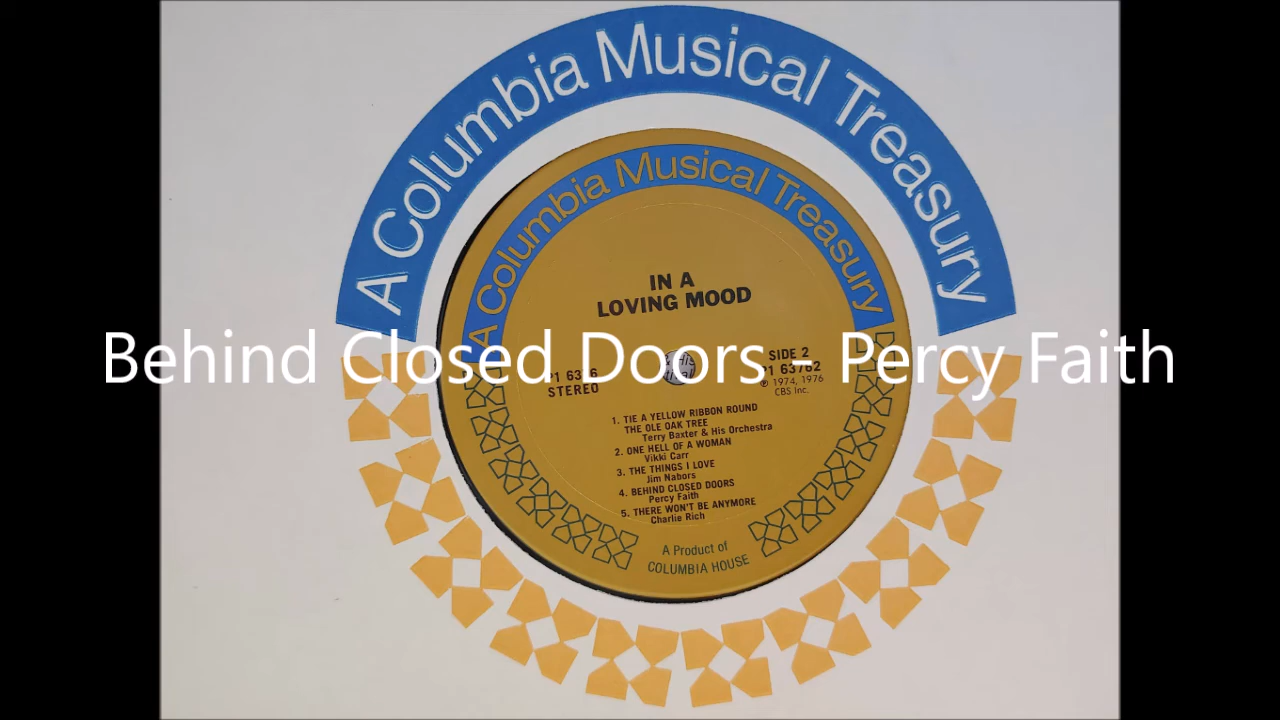 A Columbia Musical Treasury
A Columbia Musical Treasury
IN A
LOVING MOOD
Behind Closed Doors - Percy Faith
STEREO
SIDE 2
P1 63762
℗ 1974, 1976
CBS Inc.
1. TIE A YELLOW RIBBON ROUND
THE OLE OAK TREE
Terry Baxter & His Orchestra
2. ONE HELL OF A WOMAN
Vikki Carr
3. THE THINGS I LOVE
Jim Nabors
4. BEHIND CLOSED DOORS
Percy Faith
5. THERE WON'T BE ANYMORE
Charlie Rich
A Product of
COLUMBIA HOUSE